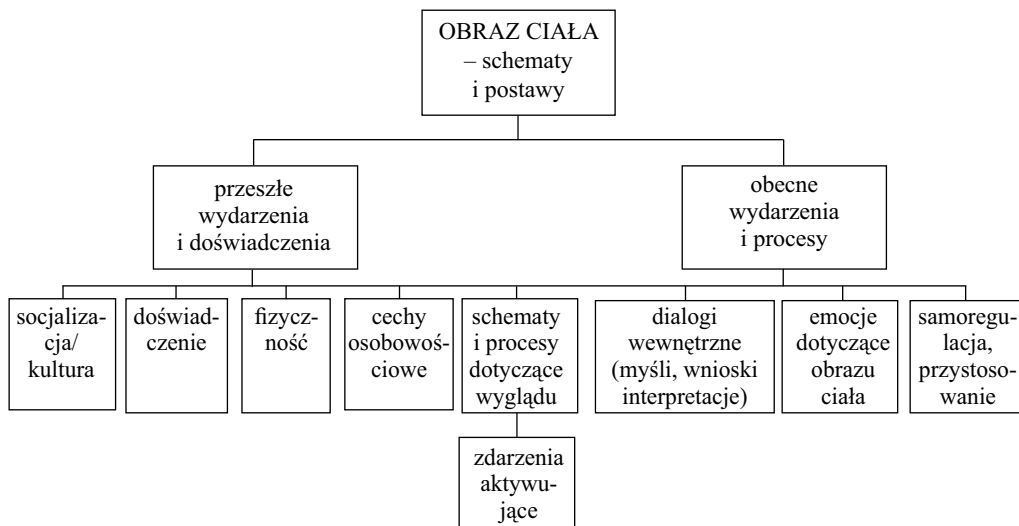 OBRAZ CIAŁA
– schematy
i postawy
przeszłe
wydarzenia
i doświadczenia
obecne
wydarzenia
i procesy
socjaliza-
cja/
kultura
doświad-
czenie
fizycz-
ność
cechy
osobowoś-
ciowe
schematy
i procesy
dotyczące
wyglądu
dialogi
wewnętrzne
(myśli, wnioski
interpretacje)
emocje
dotyczące
obrazu
ciała
samoregu-
lacja,
przystoso-
wanie
zdarzenia
aktywu-
jące